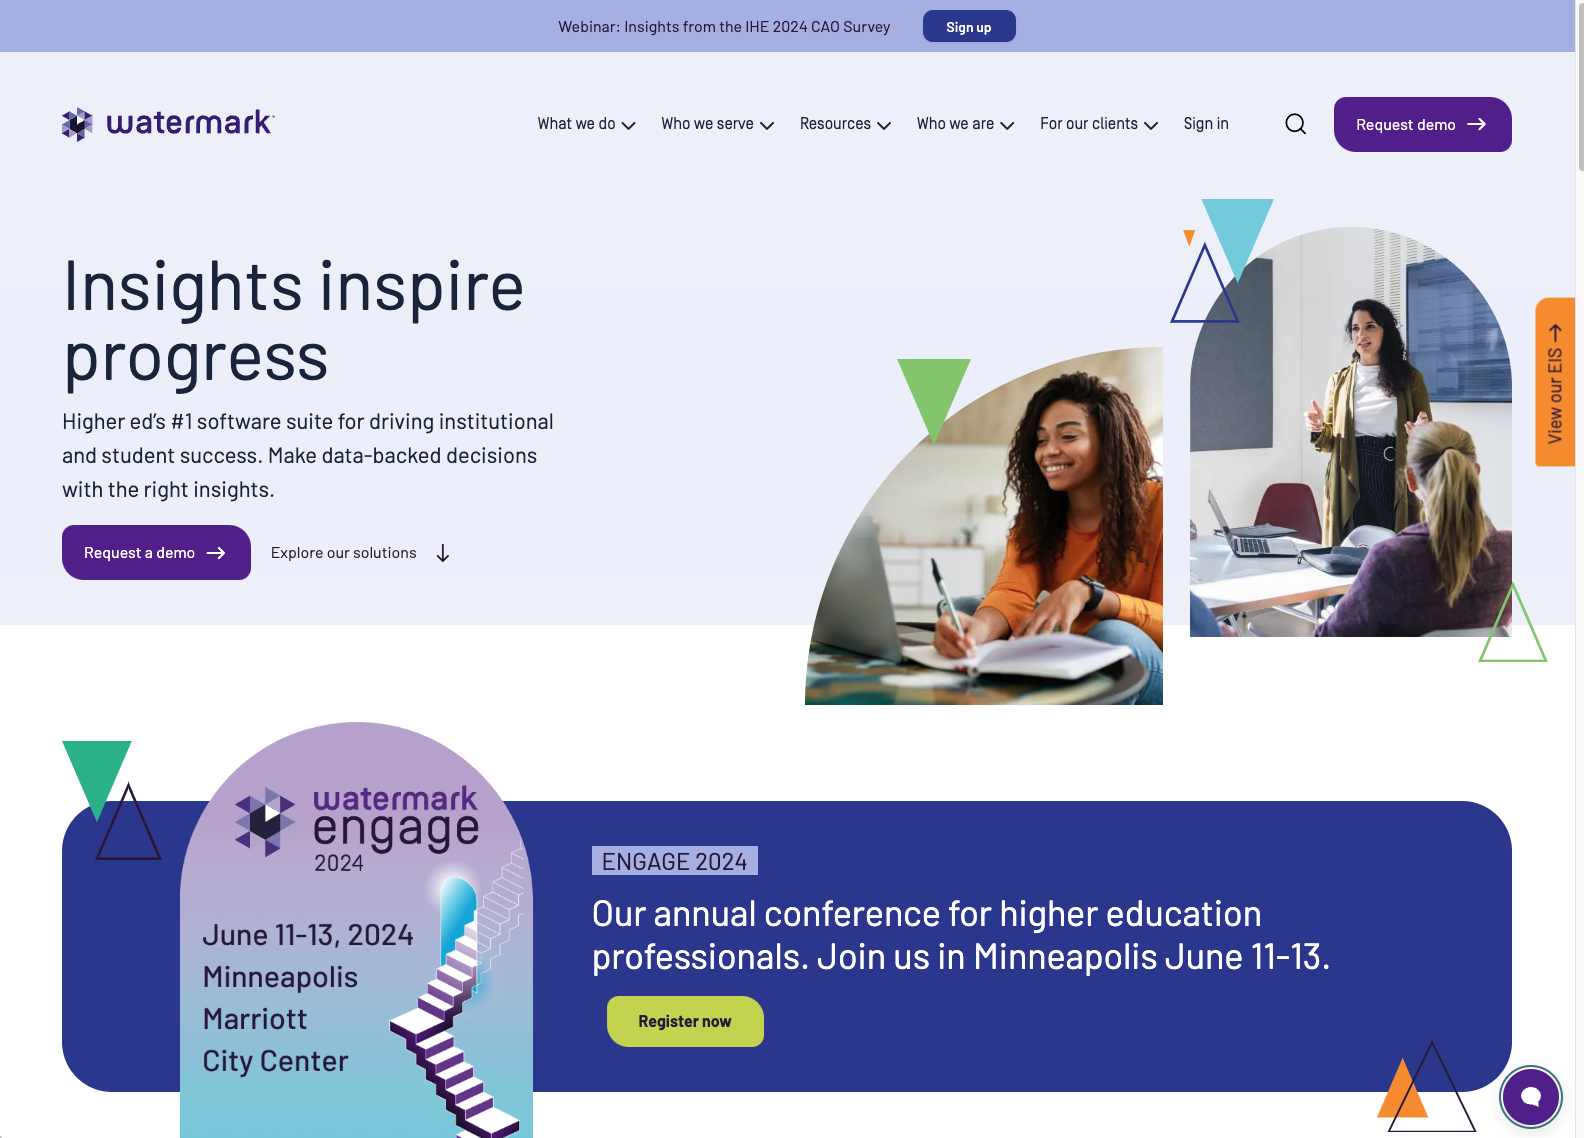 Webinar: Insights from the IHE 2024 CAO Survey
Sign up
watermark
What we do
Who we serve
Resources
Who we are
For our clients
Sign in
Request demo
Insights inspire
progress
Higher ed’s #1 software suite for driving institutional
and student success. Make data-backed decisions
with the right insights.
Request a demo
Explore our solutions
View our EIS
watermark
engage
2024
June 11-13, 2024
Minneapolis
Marriott
City Center
ENGAGE 2024
Our annual conference for higher education
professionals. Join us in Minneapolis June 11-13.
Register now